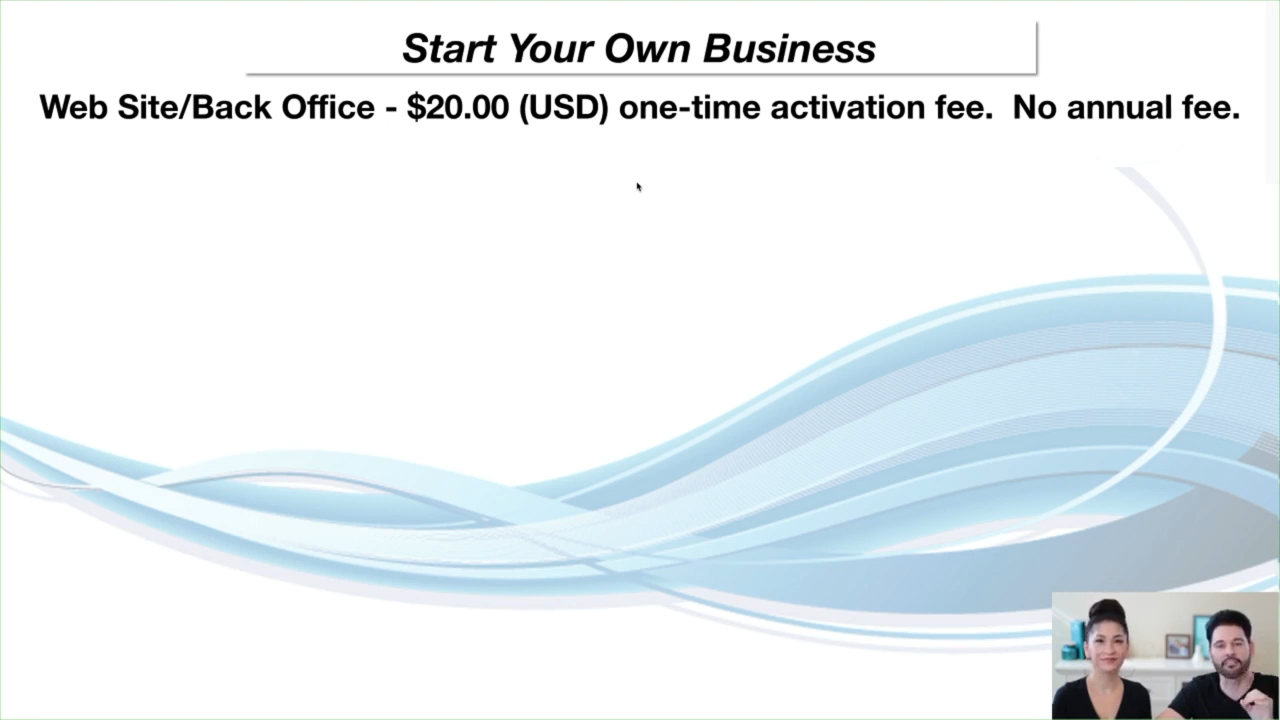 Start Your Own Business
Web Site/Back Office - $20.00 (USD) one-time activation fee.  No annual fee.